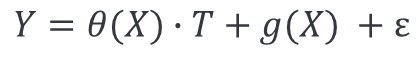 Y = θ(X) · T + g(X) + ε